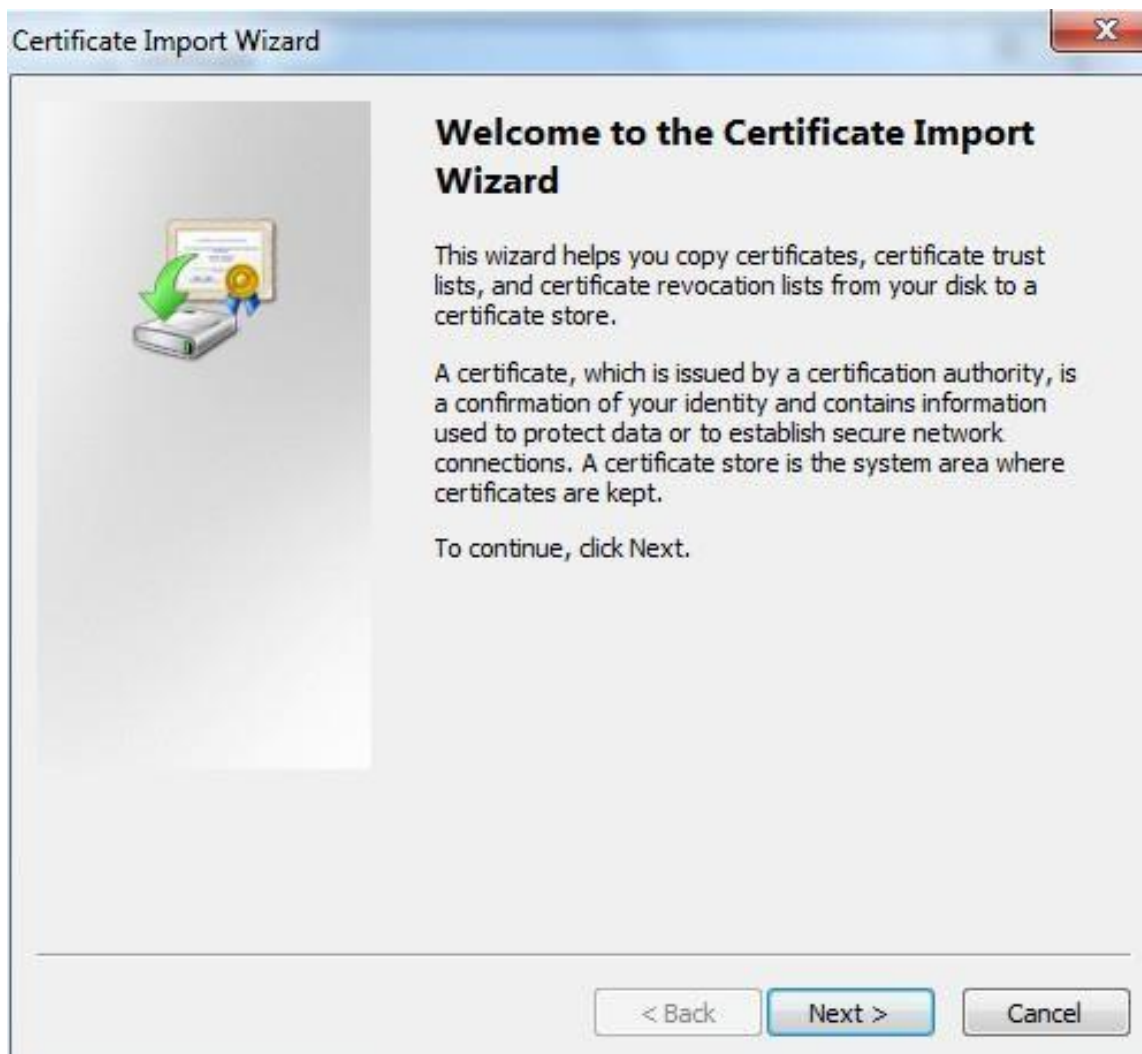 Certificate Import Wizard
X
Welcome to the Certificate Import
Wizard
This wizard helps you copy certificates, certificate trust
lists, and certificate revocation lists from your disk to a
certificate store.
A certificate, which is issued by a certification authority, is
a confirmation of your identity and contains information
used to protect data or to establish secure network
connections. A certificate store is the system area where
certificates are kept.
To continue, click Next.
< Back Next > Cancel